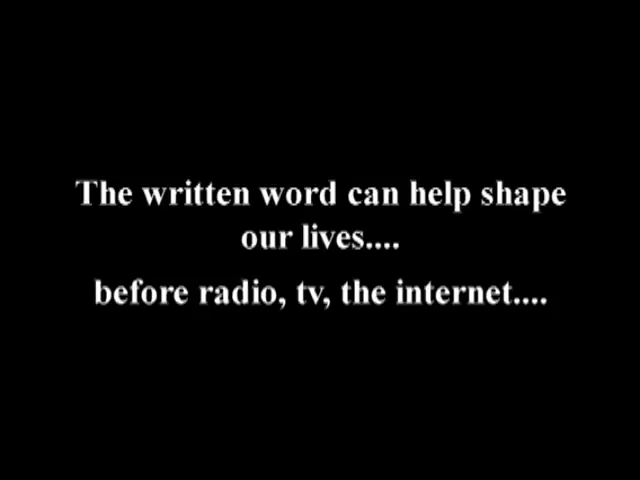 The written word can help shape
our lives....
before radio, tv, the internet....